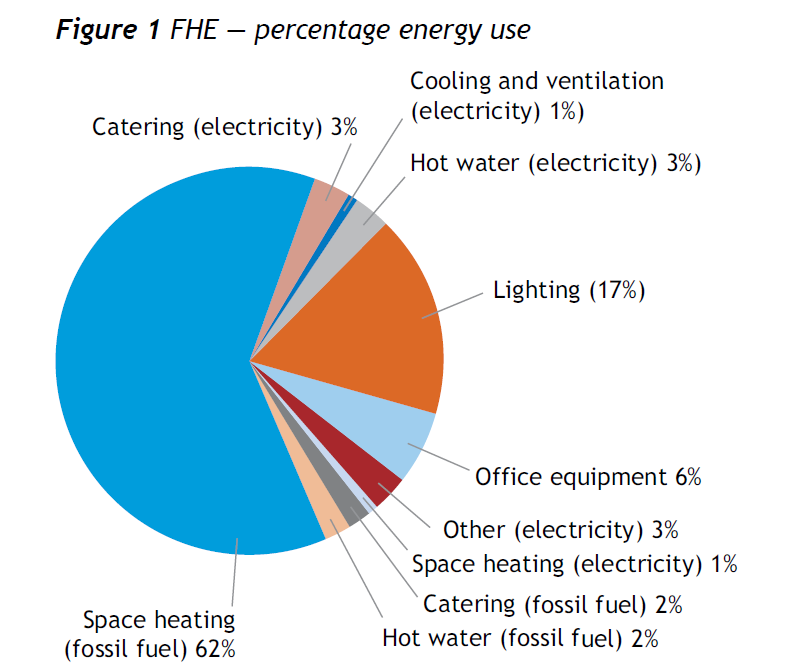 Figure 1 FHE — percentage energy use
Cooling and ventilation
(electricity) 1%)
Catering (electricity) 3%
Hot water (electricity) 3%)
Lighting (17%)
Office equipment 6%
Other (electricity) 3%
Space heating (electricity) 1%
Catering (fossil fuel) 2%
Hot water (fossil fuel) 2%
Space heating
(fossil fuel) 62%